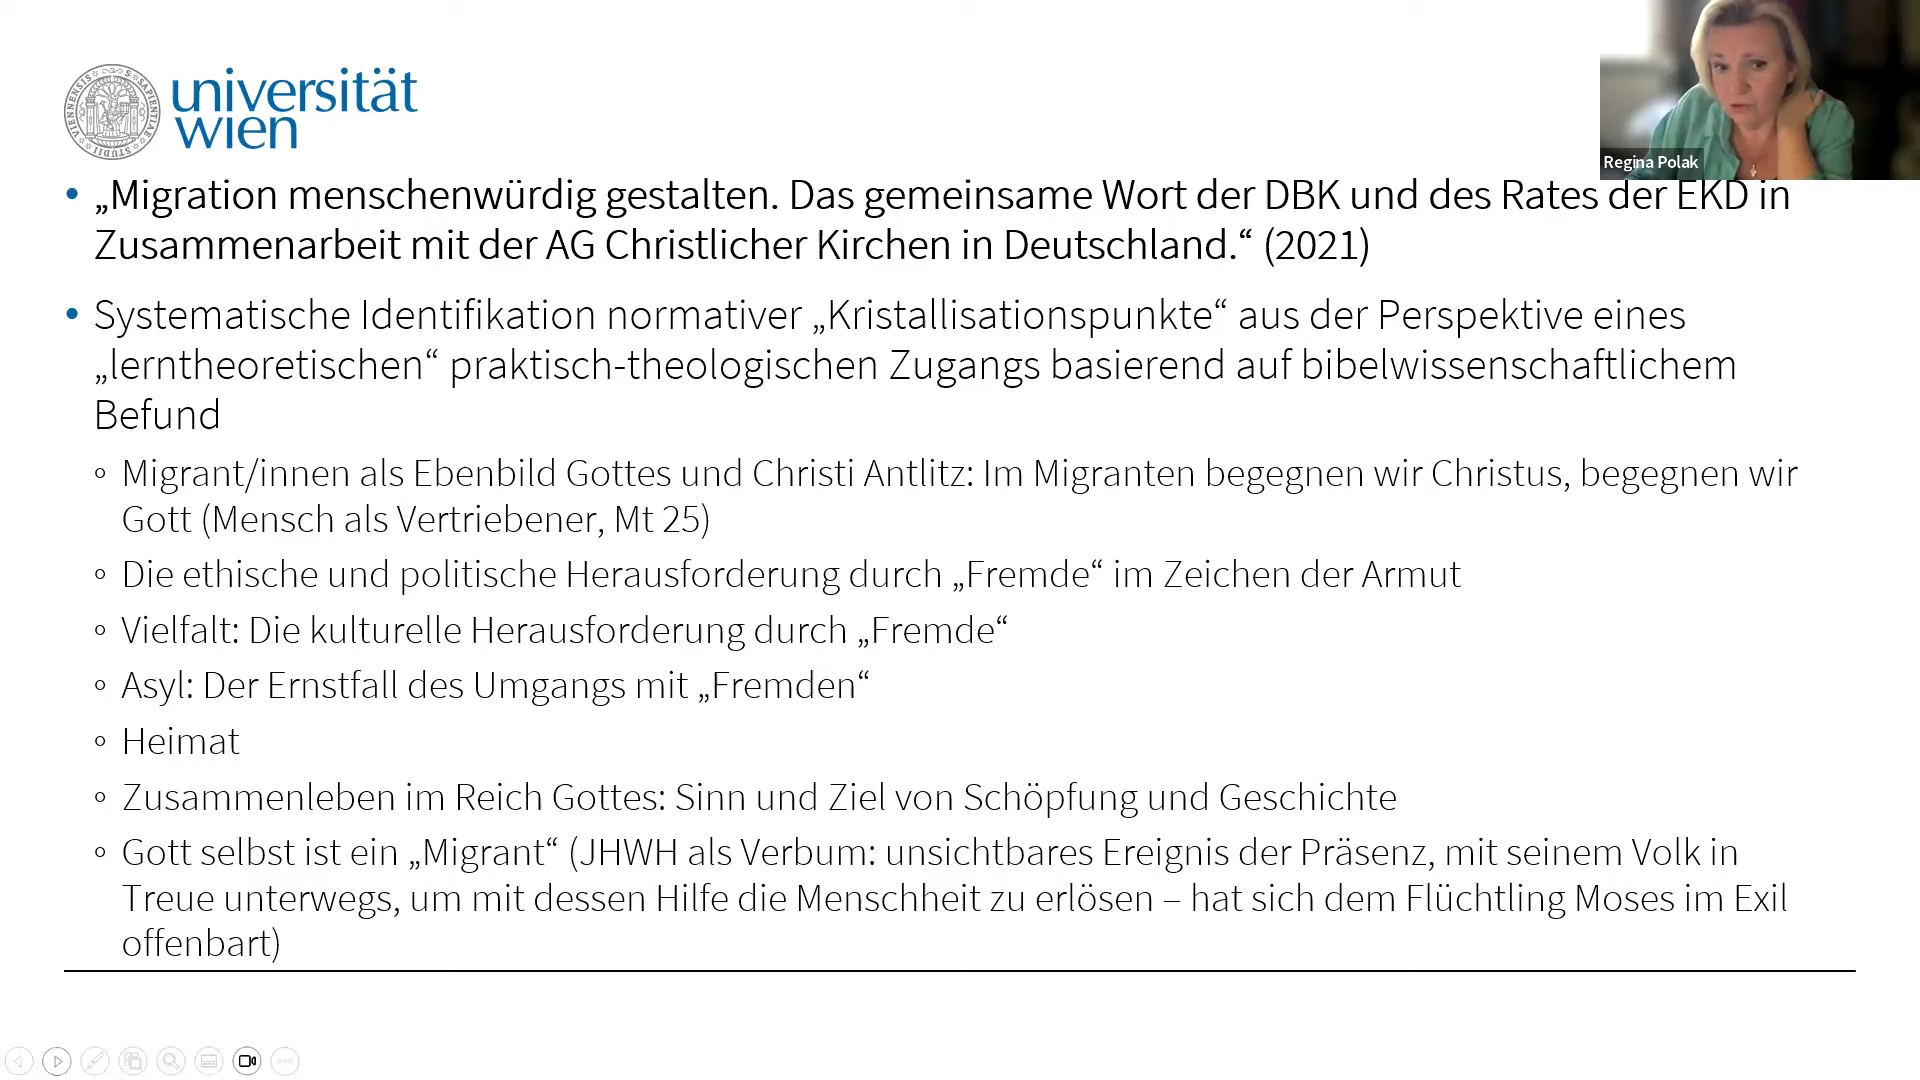 universität
wien
Regina Polak
• „Migration menschenwürdig gestalten. Das gemeinsame Wort der DBK und des Rates der EKD in
Zusammenarbeit mit der AG Christlicher Kirchen in Deutschland.“ (2021)
• Systematische Identifikation normativer „Kristallisationspunkte“ aus der Perspektive eines
„lerntheoretischen“ praktisch-theologischen Zugangs basierend auf bibelwissenschaftlichem
Befund
◦ Migrant/innen als Ebenbild Gottes und Christi Antlitz: Im Migranten begegnen wir Christus, begegnen wir
Gott (Mensch als Vertriebener, Mt 25)
◦ Die ethische und politische Herausforderung durch „Fremde“ im Zeichen der Armut
◦ Vielfalt: Die kulturelle Herausforderung durch „Fremde“
◦ Asyl: Der Ernstfall des Umgangs mit „Fremden“
◦ Heimat
◦ Zusammenleben im Reich Gottes: Sinn und Ziel von Schöpfung und Geschichte
◦ Gott selbst ist ein „Migrant“ (JHWH als Verbum: unsichtbares Ereignis der Präsenz, mit seinem Volk in
Treue unterwegs, um mit dessen Hilfe die Menschheit zu erlösen – hat sich dem Flüchtling Moses im Exil
offenbart)